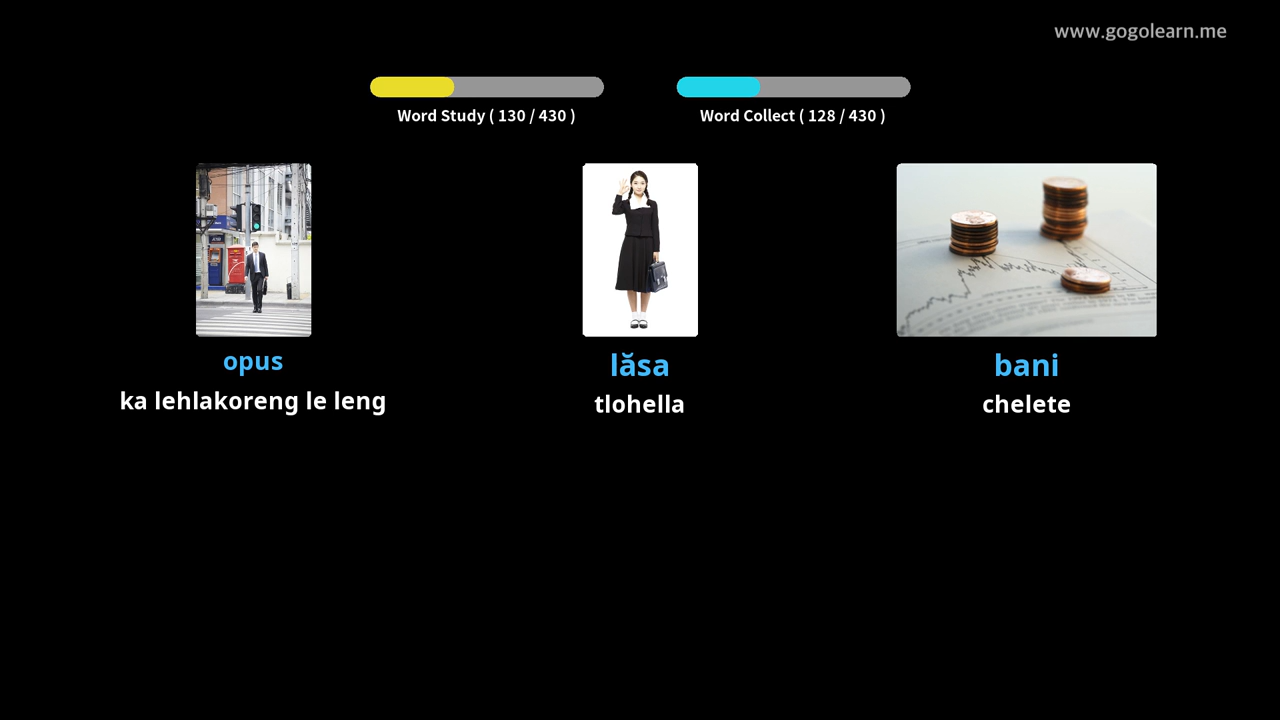 www.gogolearn.me
Word Study ( 130 / 430 )
Word Collect ( 128 / 430 )
opus
ka lehlakoreng le leng
lăsa
tlohella
bani
chelete